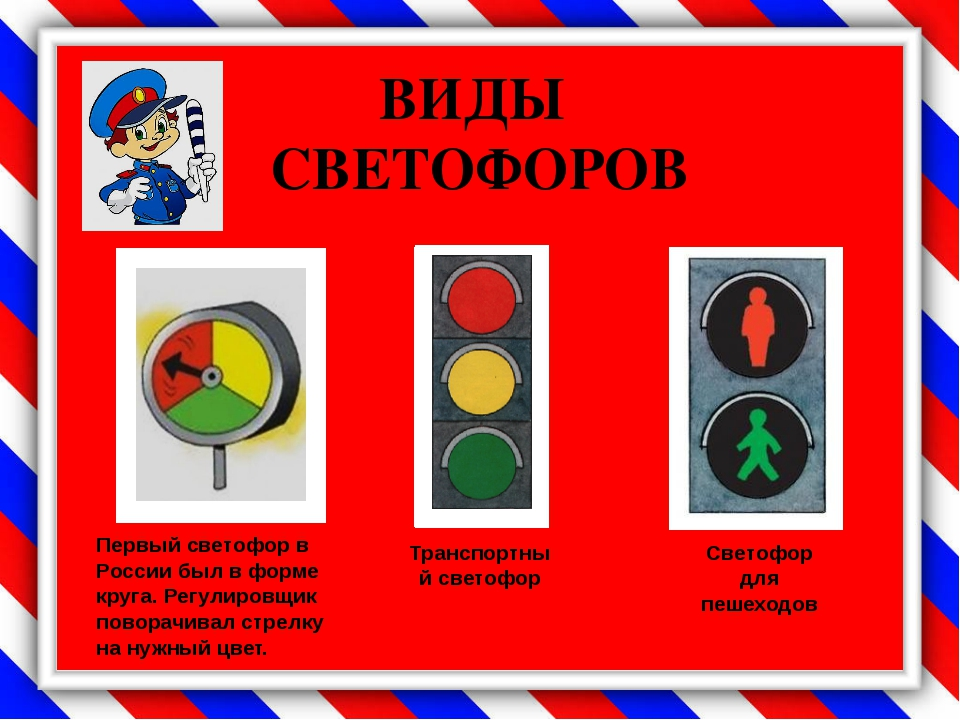 ВИДЫ
СВЕТОФОРОВ
Первый светофор в
России был в форме
круга. Регулировщик
поворачивал стрелку
на нужный цвет.
Транспортны
й светофор
Светофор
для
пешеходов